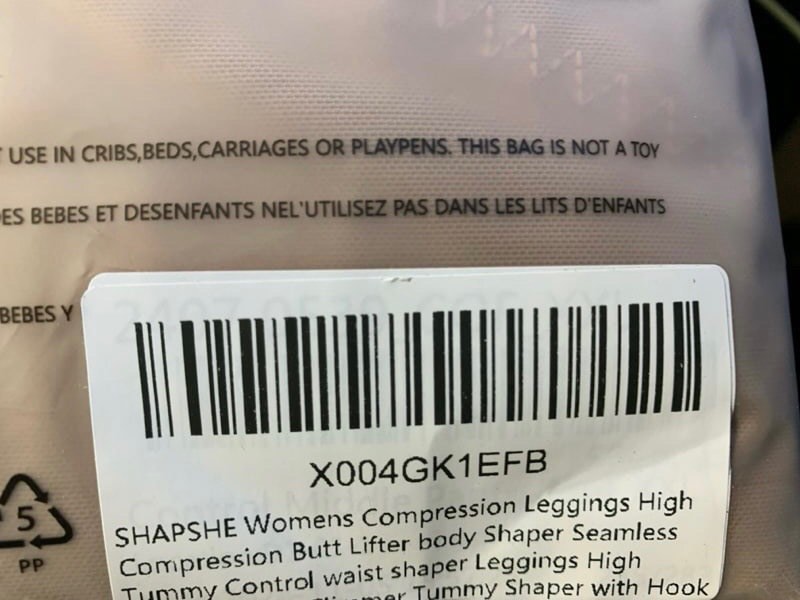 USE IN CRIBS,BEDS,CARRIAGES OR PLAYPENS. THIS BAG IS NOT A TOY
ES BEBES ET DESENFANTS NEL'UTILISEZ PAS DANS LES LITS D'ENFANTS
BEBES Y
X004GK1EFB
SHAPSHE Womens Compression Leggings High
Compression Butt Lifter body Shaper Seamless
Tummy Control waist shaper Leggings High
Tummy Shaper with Hook
5
PP